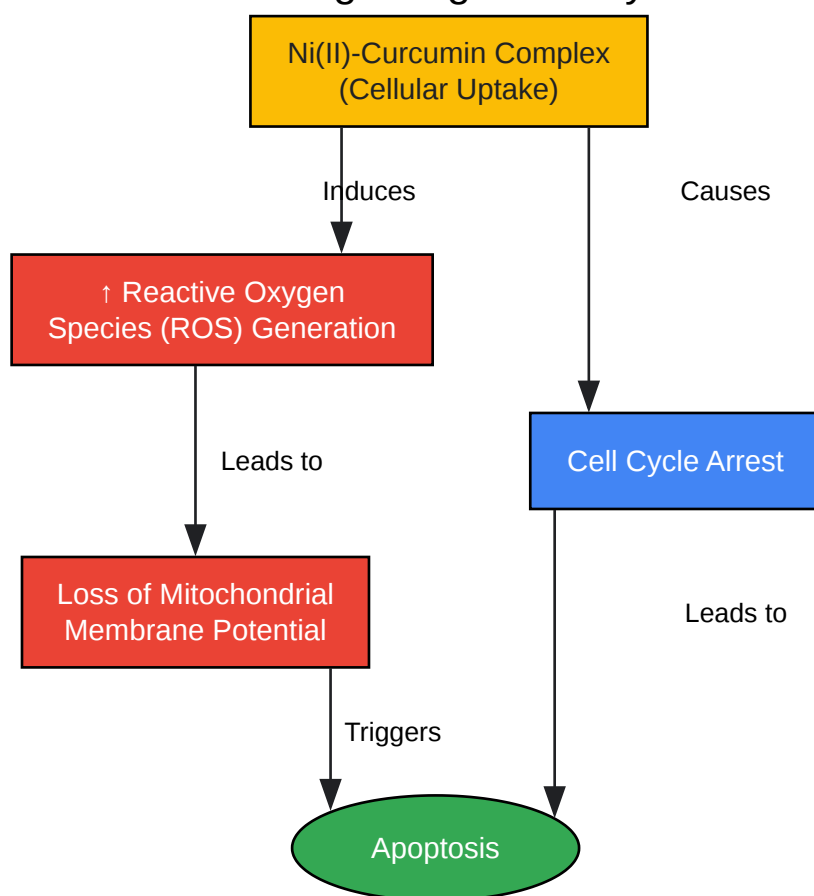 Ni(II)-Curcumin Complex
(Cellular Uptake)
Induces
Causes
↑ Reactive Oxygen
Species (ROS) Generation
Leads to
Cell Cycle Arrest
Loss of Mitochondrial
Membrane Potential
Leads to
Triggers
Apoptosis